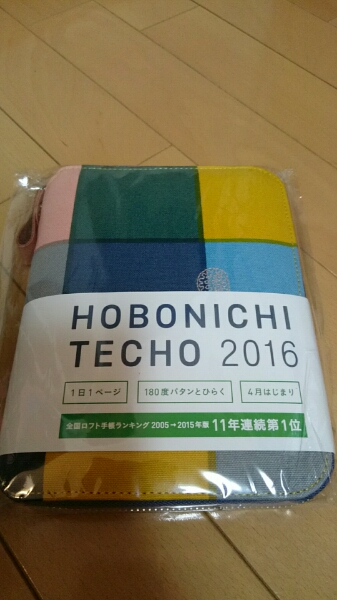 HOBONICHI
TECHO 2016
1日1ページ 180度パタンとひらく 4月はじまり
全国ロフト手帳ランキング 2005→2015年版 11年連続第1位